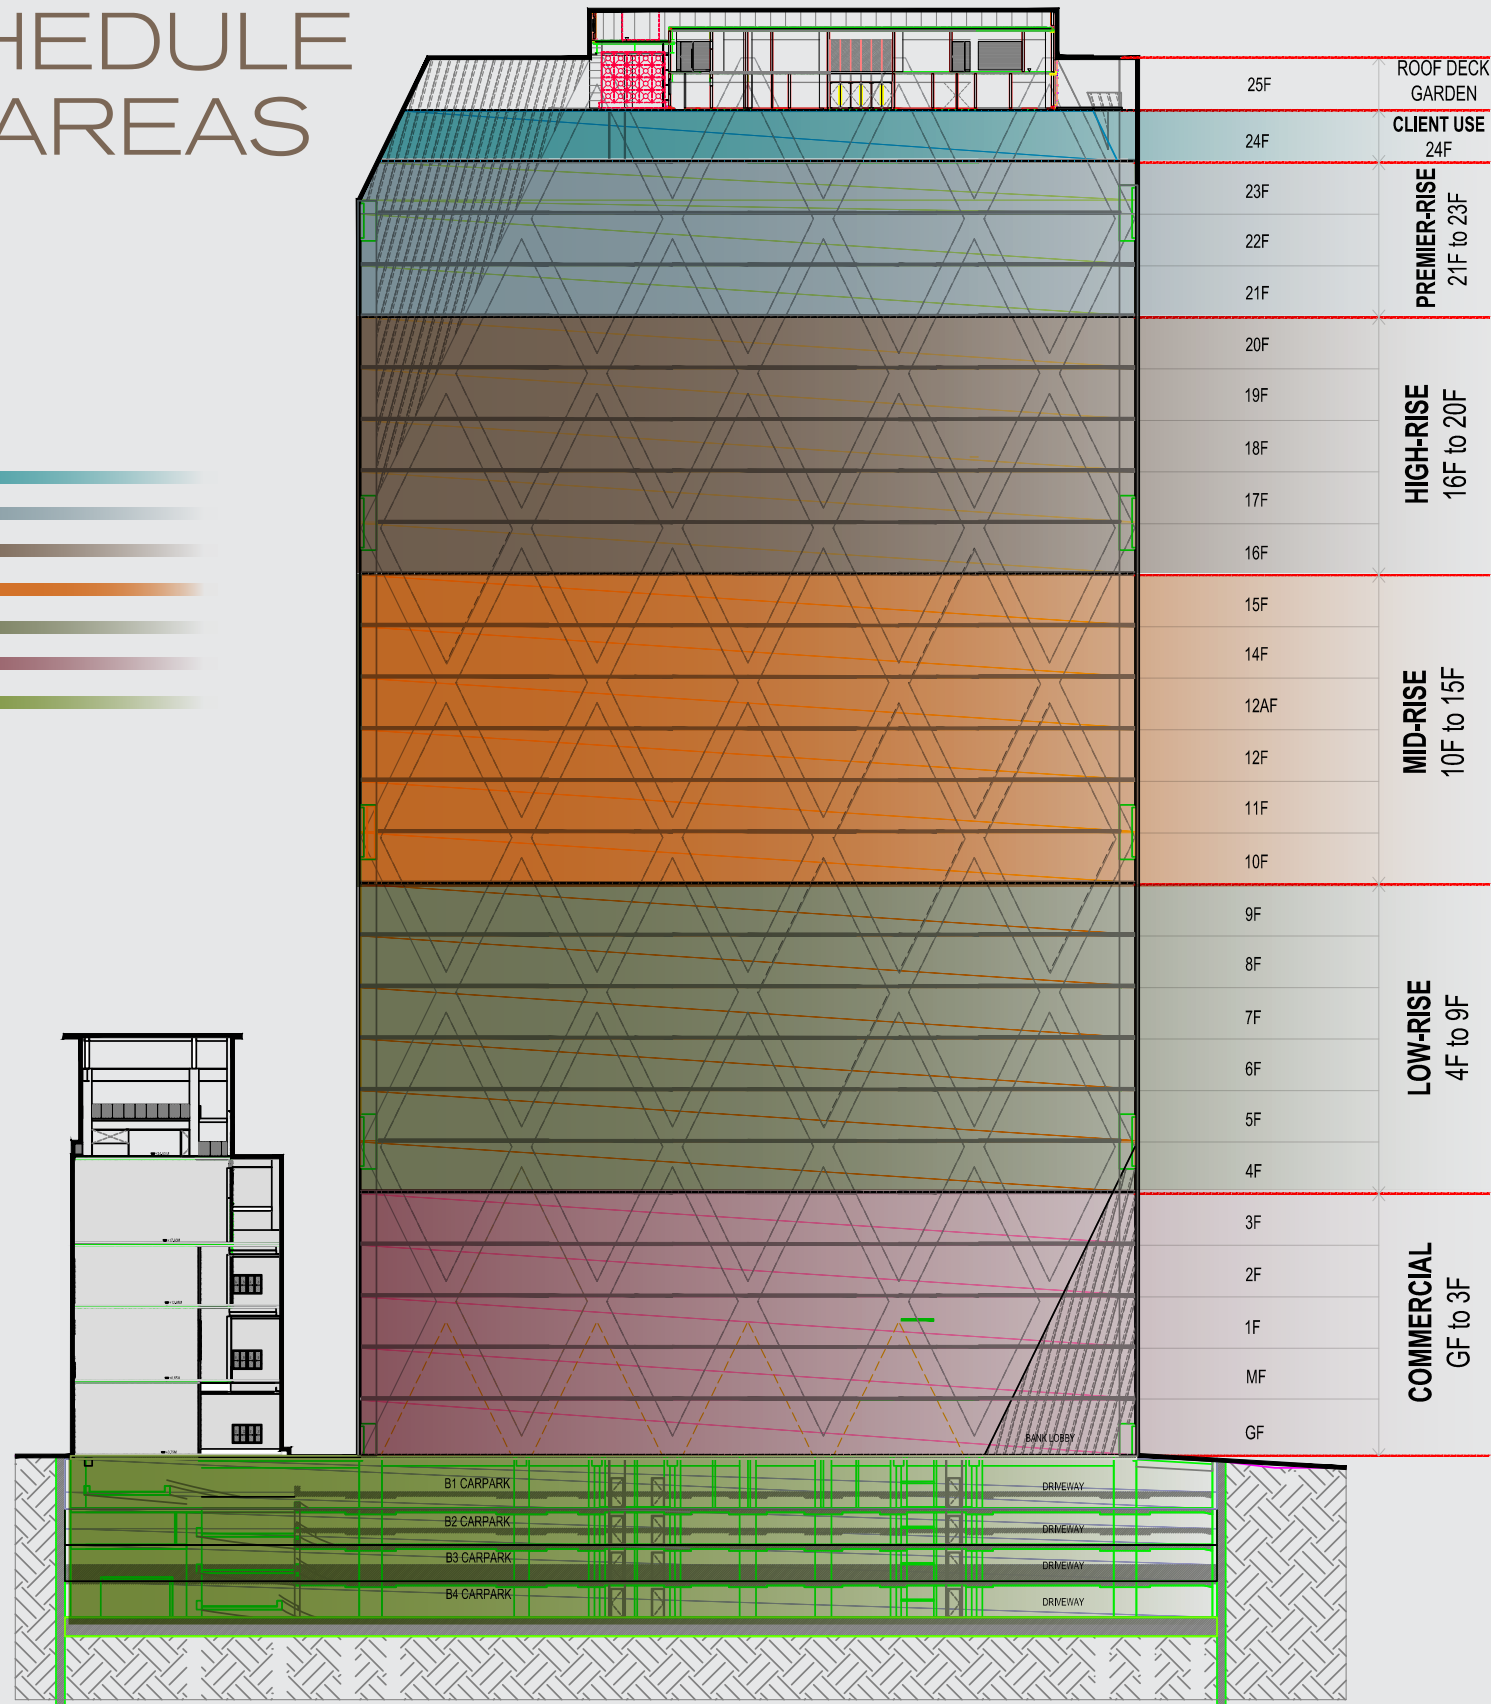 HEDULE
AREAS
25F
ROOF DECK
GARDEN
24F
CLIENT USE
24F
23F
22F
21F
PREMIER-RISE
21F to 23F
20F
19F
18F
17F
16F
HIGH-RISE
16F to 20F
15F
14F
12AF
12F
11F
10F
MID-RISE
10F to 15F
9F
8F
7F
6F
5F
4F
LOW-RISE
4F to 9F
3F
2F
1F
MF
GF
COMMERCIAL
GF to 3F
BANK LOBBY
B1 CARPARK
DRIVEWAY
B2 CARPARK
DRIVEWAY
B3 CARPARK
DRIVEWAY
B4 CARPARK
DRIVEWAY